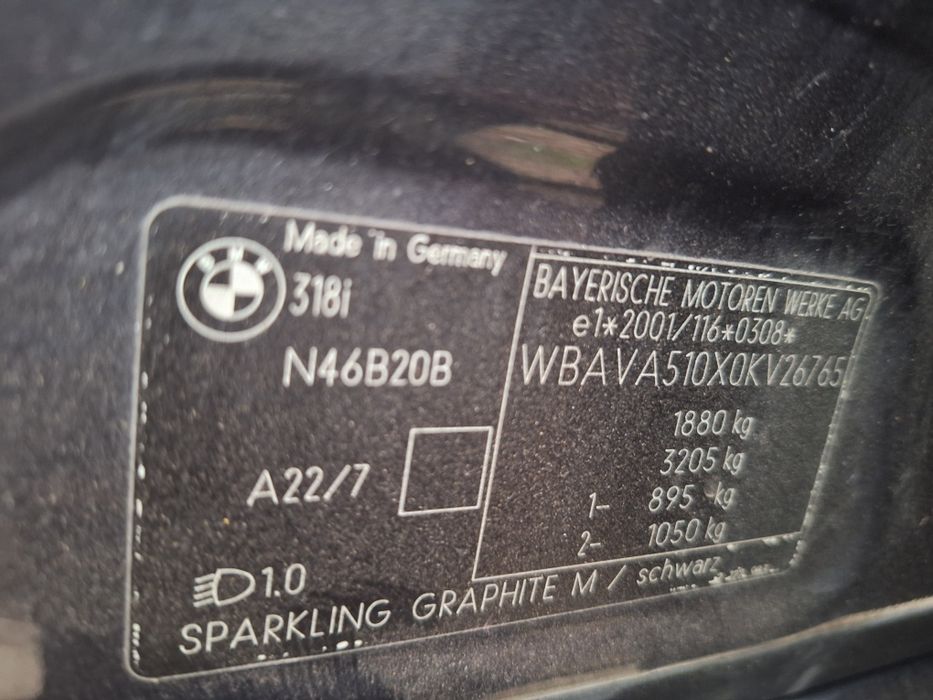 BMW
Made in Germany
318i
N46B20B
A22/7
1.0
BAYERISCHE MOTOREN WERKE AG
e1*2001/116*0308*
WBAVA510X0KV26765
1880 kg
3205 kg
1- 895 kg
2- 1050 kg
SPARKLING GRAPHITE M / schwarz